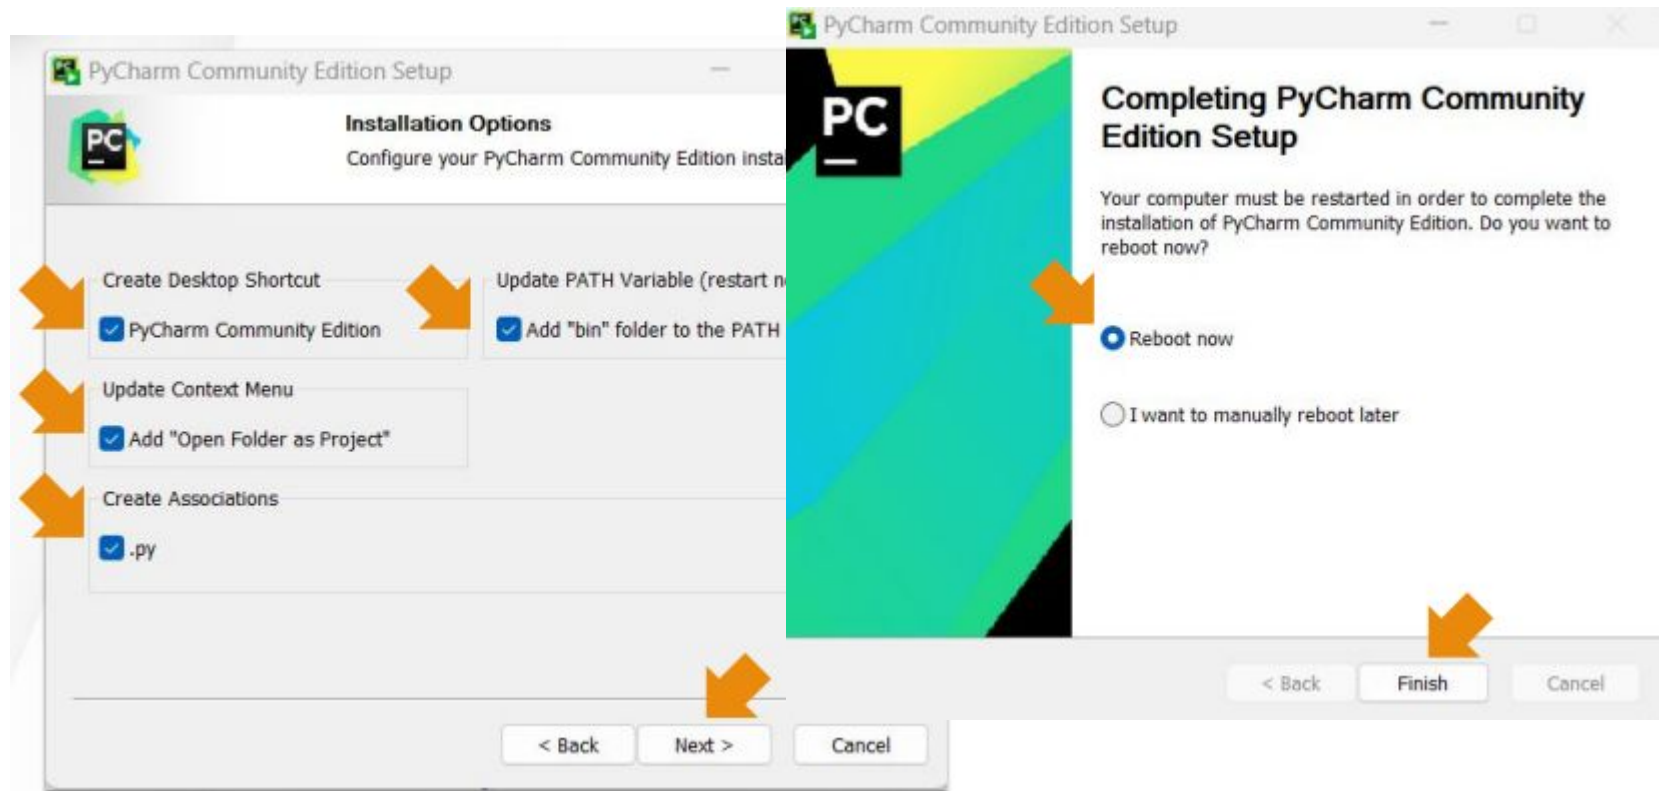 PyCharm Community Edition Setup
PC
Installation Options
Configure your PyCharm Community Edition insta
Create Desktop Shortcut
PyCharm Community Edition
Update PATH Variable (restart n
Add "bin" folder to the PATH
Update Context Menu
Add "Open Folder as Project"
Create Associations
.py
< Back
Next >
Cancel
PyCharm Community Edition Setup
PC
Completing PyCharm Community
Edition Setup
Your computer must be restarted in order to complete the
installation of PyCharm Community Edition. Do you want to
reboot now?
Reboot now
I want to manually reboot later
< Back
Finish
Cancel